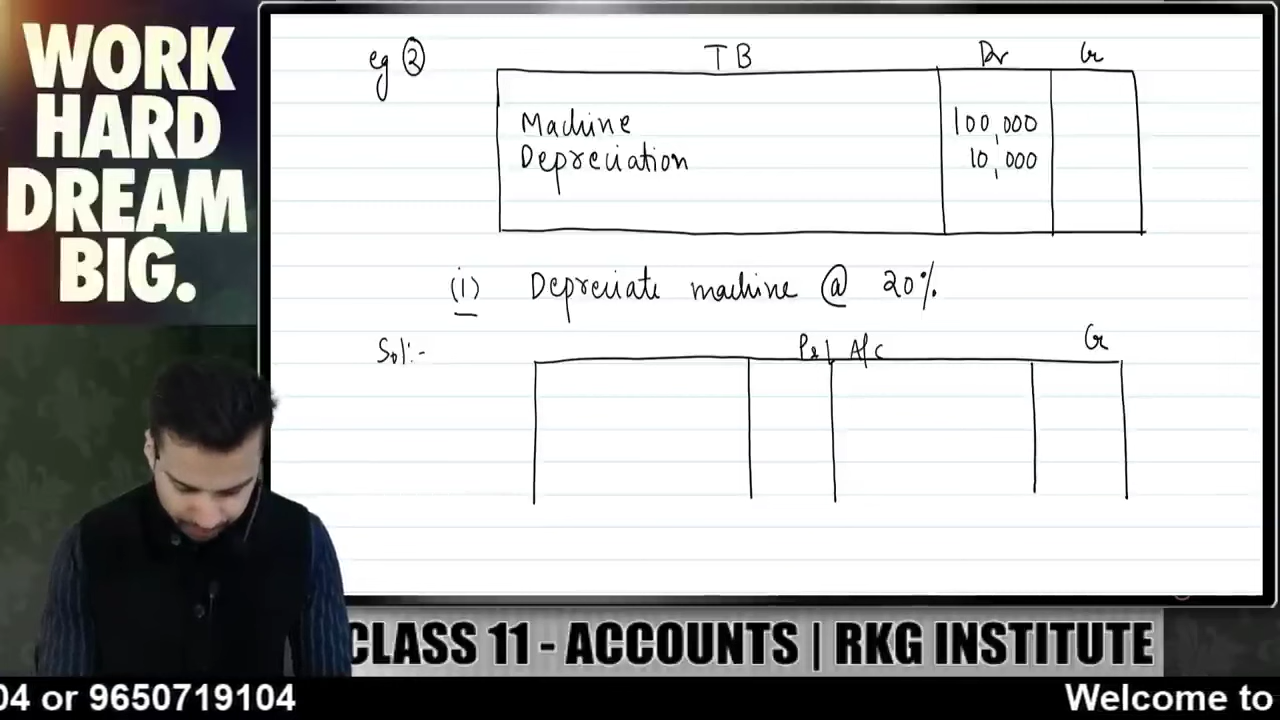 WORK
HARD
DREAM
BIG.
eg ②
TB Dr Cr
Machine 100,000
Depreciation 10,000
(i) Depreciate machine @ 20%.
Sol:- P&L A/c Cr
CLASS 11 - ACCOUNTS | RKG INSTITUTE
04 or 9650719104 Welcome to